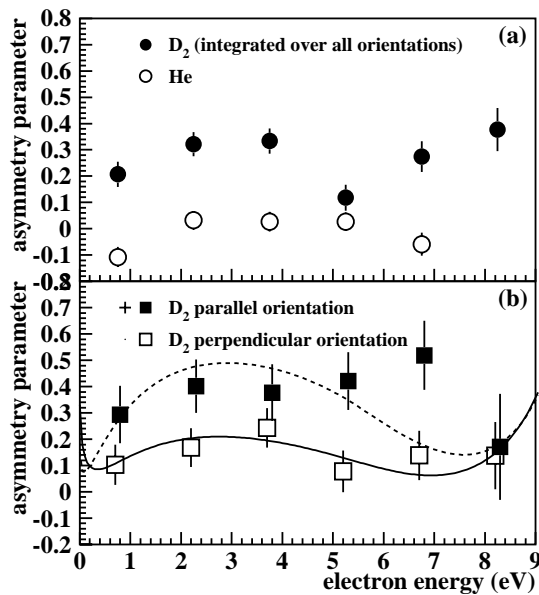 0.8
0.7
0.6
0.5
0.4
0.3
0.2
0.1
0
-0.1
asymmetry parameter
D2 (integrated over all orientations)
He
(a)
0.8
0.7
0.6
0.5
0.4
0.3
0.2
0.1
0
-0.1
-0.2
asymmetry parameter
D2 parallel orientation
D2 perpendicular orientation
(b)
0 1 2 3 4 5 6 7 8 9
electron energy (eV)